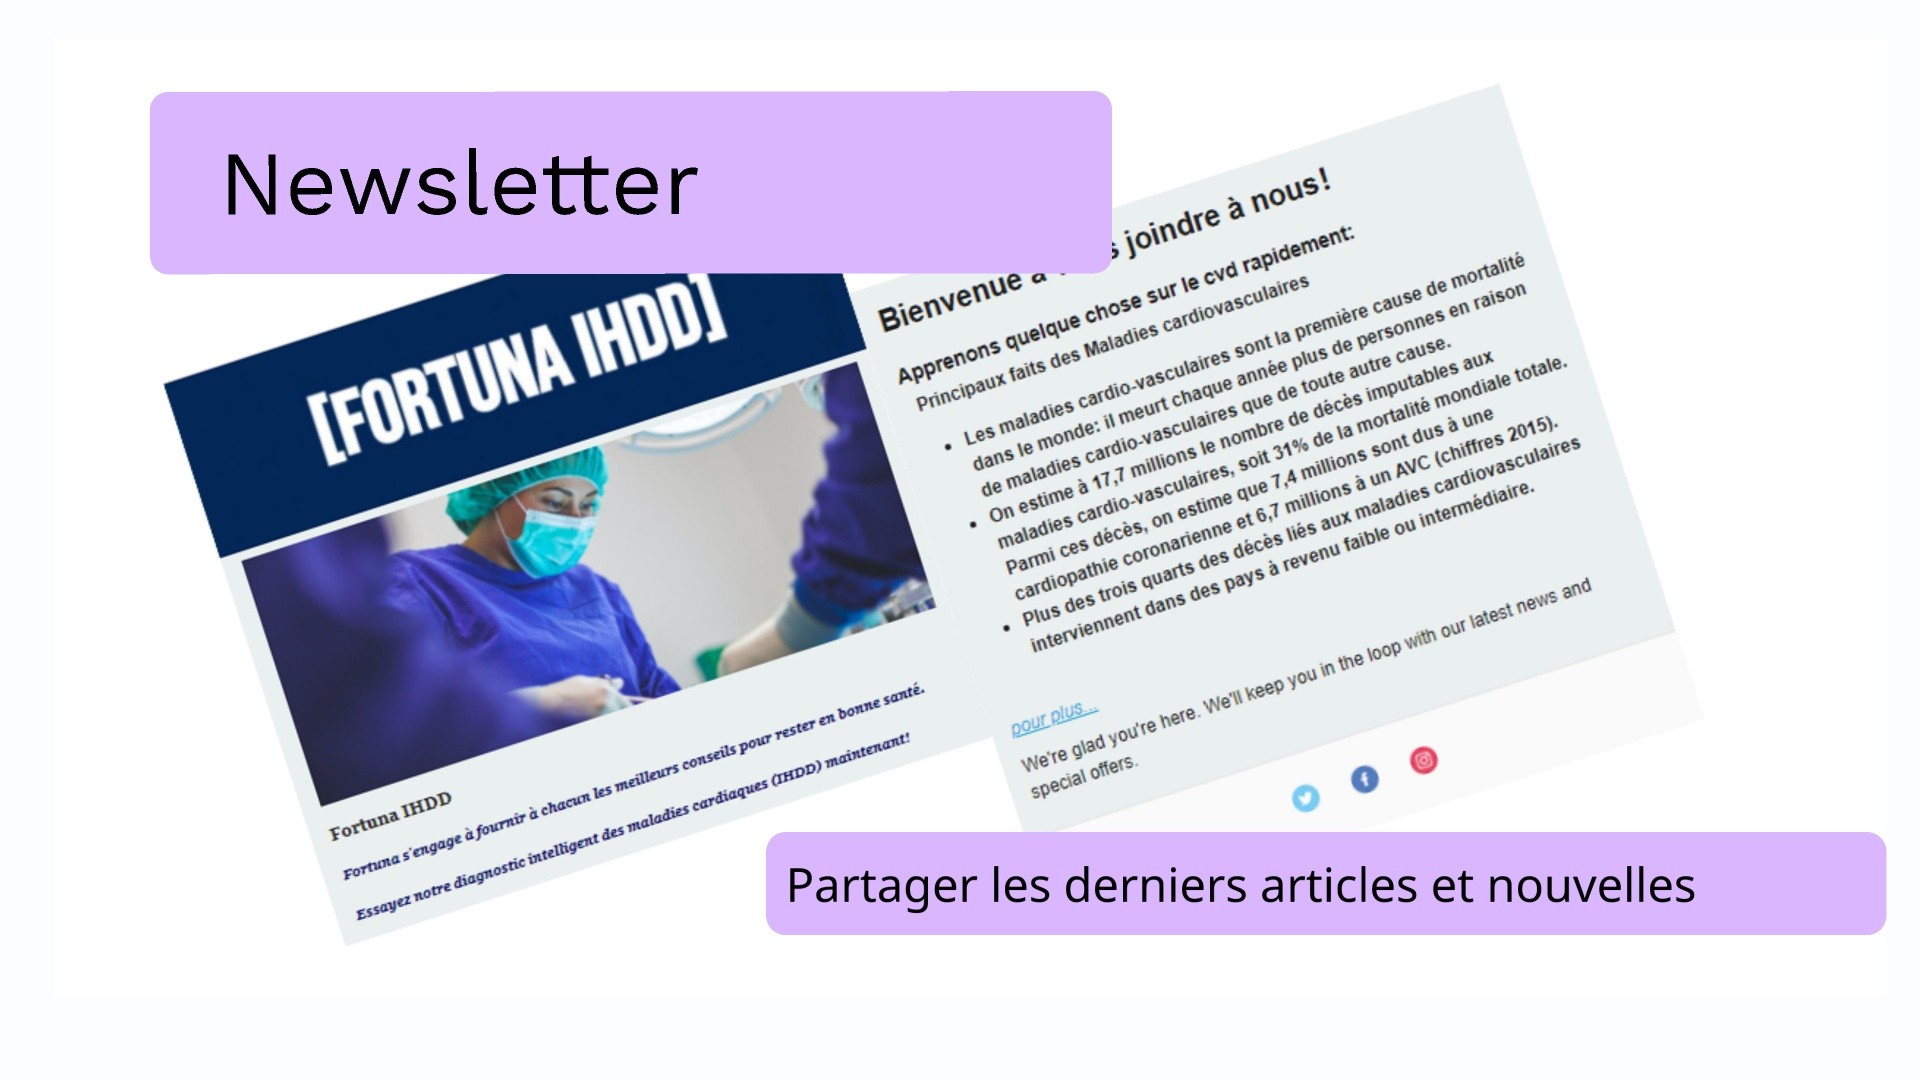 Newsletter
[FORTUNA IHDD]
Fortuna IHDD
Fortuna s'engage à fournir à chacun les meilleurs conseils pour rester en bonne santé.
Essayez notre diagnostic intelligent des maladies cardiaques (IHDD) maintenant!
Bienvenue à joindre à nous!
Apprenons quelque chose sur le cvd rapidement:
Principaux faits des Maladies cardiovasculaires
• Les maladies cardio-vasculaires sont la première cause de mortalité
dans le monde: il meurt chaque année plus de personnes en raison
de maladies cardio-vasculaires que de toute autre cause.
• On estime à 17,7 millions le nombre de décès imputables aux
maladies cardio-vasculaires, soit 31% de la mortalité mondiale totale.
Parmi ces décès, on estime que 7,4 millions sont dus à une
cardiopathie coronarienne et 6,7 millions à un AVC (chiffres 2015).
• Plus des trois quarts des décès liés aux maladies cardiovasculaires
interviennent dans des pays à revenu faible ou intermédiaire.
pour plus...
We're glad you're here. We'll keep you in the loop with our latest news and
special offers.
Partager les derniers articles et nouvelles